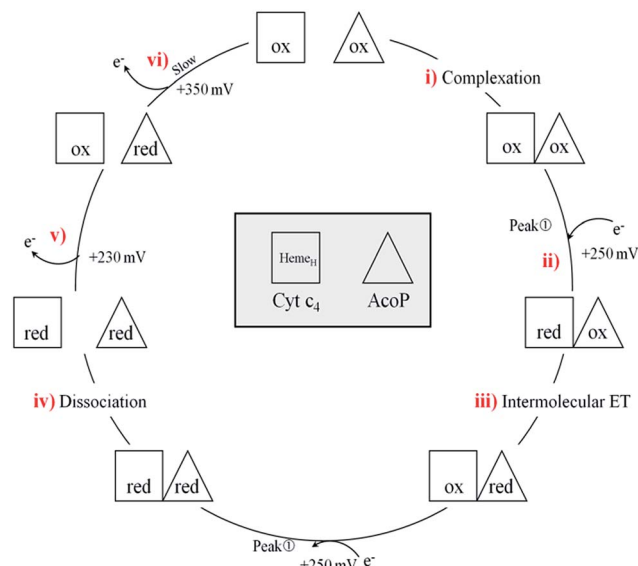 ox ox
i) Complexation
ox ox
Peak①
e-
+250 mV
ii)
red ox
iii) Intermolecular ET
ox red
Peak①
+250 mV
e-
red red
iv) Dissociation
red red
v)
e-
+230 mV
ox red
vi)
e-
Slow
+350 mV
HemeH
Cyt c4
AcoP